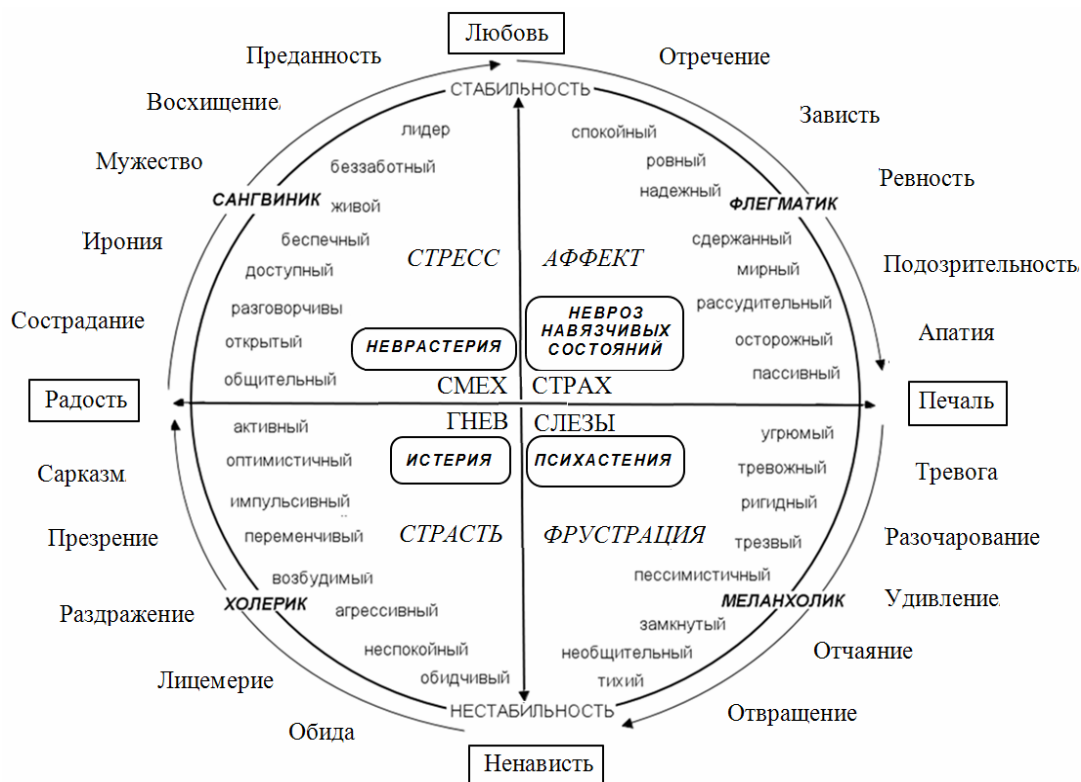 Любовь
Преданность
Отречение
СТАБИЛЬНОСТЬ
Восхищение
Зависть
лидер
спокойный
беззаботный
ровный
Мужество
Ревность
надежный
САНГВИНИК
ФЛЕГМАТИК
живой
Ирония
беспечный
сдержанный
СТРЕСС
АФФЕКТ
Подозрительность
доступный
мирный
разговорчивы
рассудительный
Сострадание
НЕВРОЗ
НАВЯЗЧИВЫХ
СОСТОЯНИЙ
Апатия
открытый
НЕВРАСТЕРИЯ
осторожный
общительный
пассивный
СМЕХ
СТРАХ
Радость
Печаль
ГНЕВ
СЛЕЗЫ
активный
угрюмый
оптимистичный
ИСТЕРИЯ
ПСИХАСТЕНИЯ
тревожный
Сарказм
Тревога
импульсивный
ригидный
Презрение
переменчивый
СТРАСТЬ
ФРУСТРАЦИЯ
трезвый
Разочарование
возбудимый
пессимистичный
ХОЛЕРИК
МЕЛАНХОЛИК
Удивление
Раздражение
агрессивный
замкнутый
неспокойный
необщительный
Отчаяние
Лицемерие
обидчивый
тихий
НЕСТАБИЛЬНОСТЬ
Отвращение
Обида
Ненависть